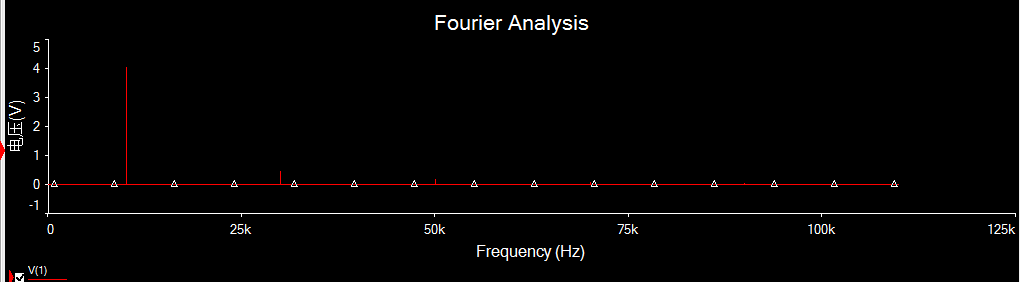 Fourier Analysis
5
4
3
2
1
0
-1
电压(V)
0 25k 50k 75k 100k 125k
Frequency (Hz)
V(1)